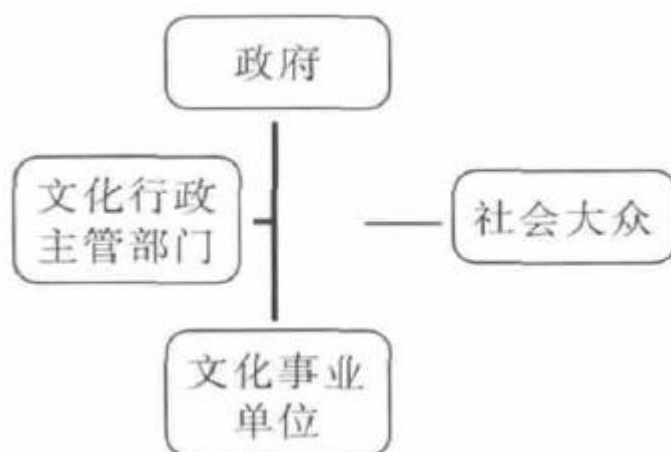 政府
文化行政
主管部门
社会大众
文化事业
单位